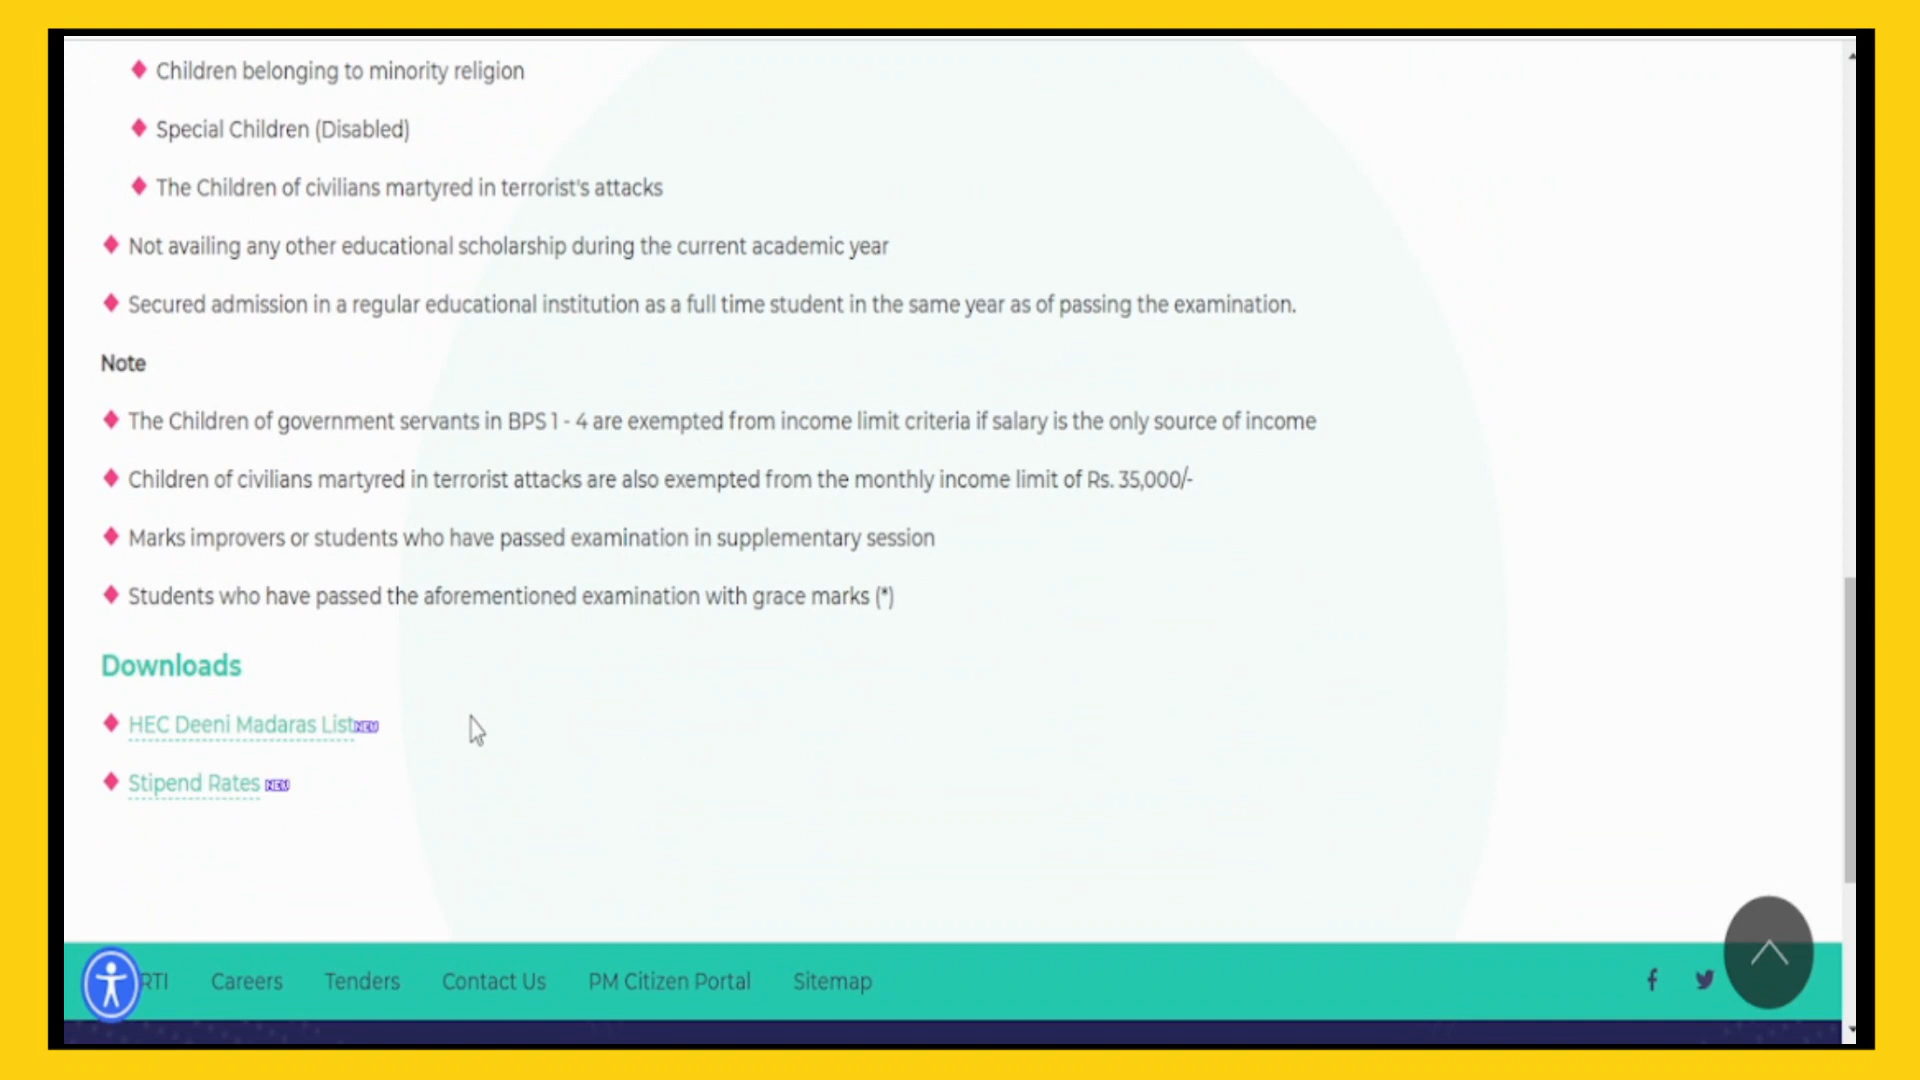 Children belonging to minority religion
Special Children (Disabled)
The Children of civilians martyred in terrorist's attacks
Not availing any other educational scholarship during the current academic year
Secured admission in a regular educational institution as a full time student in the same year as of passing the examination.
Note
The Children of government servants in BPS 1 - 4 are exempted from income limit criteria if salary is the only source of income
Children of civilians martyred in terrorist attacks are also exempted from the monthly income limit of Rs. 35,000/-
Marks improvers or students who have passed examination in supplementary session
Students who have passed the aforementioned examination with grace marks (*)
Downloads
HEC Deeni Madaras List NEW
Stipend Rates NEW
RTI Careers Tenders Contact Us PM Citizen Portal Sitemap